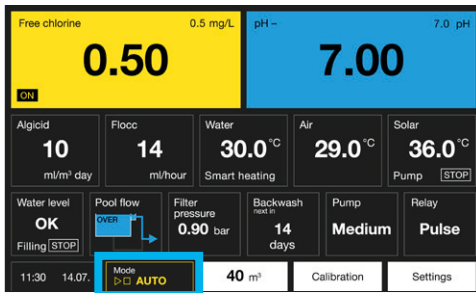 Free chlorine 0.5 mg/L
0.50
ON
pH – 7.0 pH
7.00
Algicid
10
ml/m³ day
Flocc
14
ml/hour
Water
30.0 °C
Smart heating
Air
29.0 °C
Solar
36.0 °C
Pump STOP
Water level
OK
Filling STOP
Pool flow
OVER
Filter
pressure
0.90 bar
Backwash
next in
14
days
Pump
Medium
Relay
Pulse
11:30 14.07.
Mode
AUTO
40 m³
Calibration
Settings